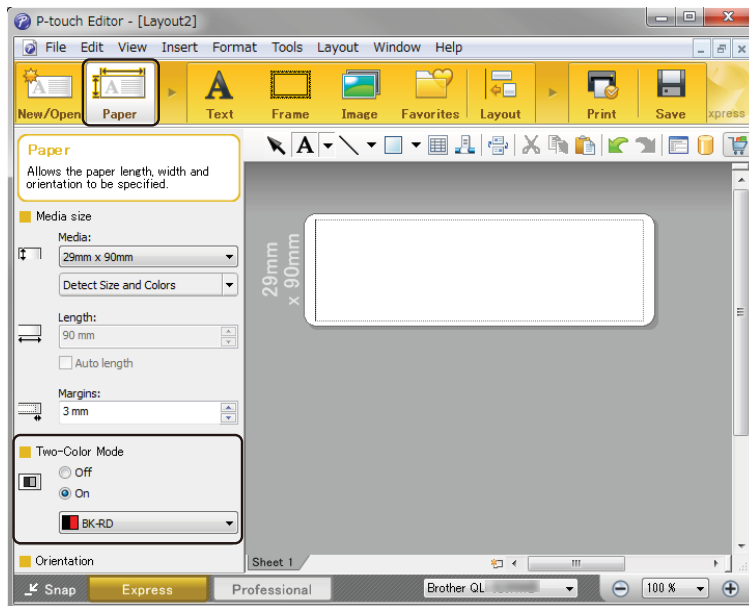 P-touch Editor - [Layout2]
File Edit View Insert Format Tools Layout Window Help
New/Open Paper Text Frame Image Favorites Layout Print Save xpress
Paper
Allows the paper length, width and
orientation to be specified.
Media size
Media:
29mm x 90mm
Detect Size and Colors
Length:
90 mm
Auto length
Margins:
3 mm
Two-Color Mode
Off
On
BK-RD
Orientation
29mm
x 90mm
Sheet 1
Snap Express Professional Brother QL 100 %